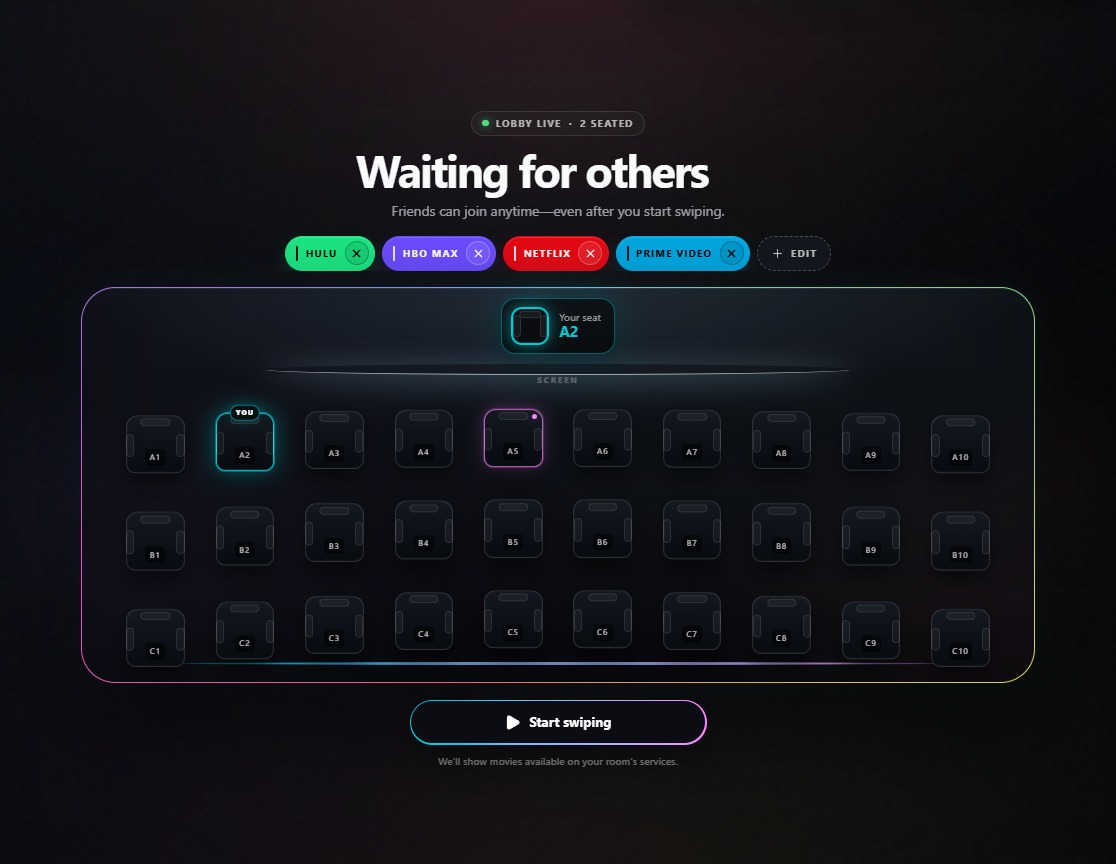 LOBBY LIVE · 2 SEATED
Waiting for others
Friends can join anytime—even after you start swiping.
HULU
HBO MAX
NETFLIX
PRIME VIDEO
+ EDIT
Your seat
A2
SCREEN
YOU
A1 A2 A3 A4 A5 A6 A7 A8 A9 A10
B1 B2 B3 B4 B5 B6 B7 B8 B9 B10
C1 C2 C3 C4 C5 C6 C7 C8 C9 C10
Start swiping
We'll show movies available on your room's services.